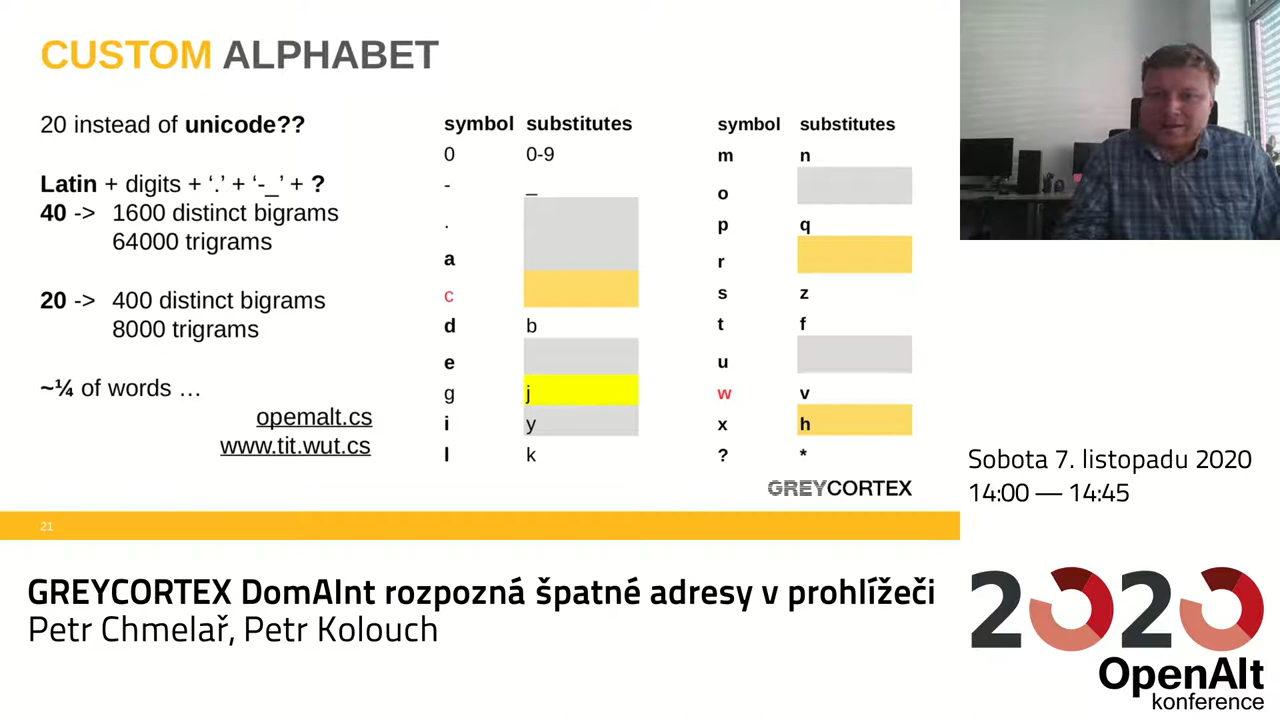 CUSTOM ALPHABET
20 instead of unicode??
Latin + digits + ‘.’ + ‘-_’ + ?
40 -> 1600 distinct bigrams
64000 trigrams
20 -> 400 distinct bigrams
8000 trigrams
~¼ of words …
opemalt.cs
www.tit.wut.cs
symbol substitutes
0 0-9
- _
.
a
c
d b
e
g j
i y
l k
symbol substitutes
m n
o
p q
r
s z
t f
u
w v
x h
? *
GREYCORTEX
21
Sobota 7. listopadu 2020
14:00 — 14:45
GREYCORTEX DomAInt rozpozná špatné adresy v prohlížeči
Petr Chmelař, Petr Kolouch
2020
OpenAlt
konference